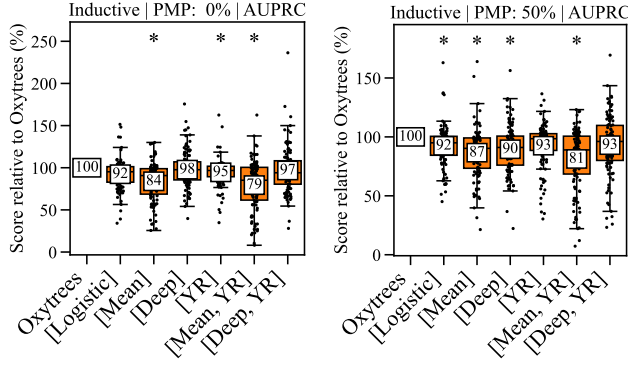 Inductive | PMP: 0% | AUPRC
Score relative to Oxytrees (%)
250
200
150
100
50
0
* * *
100
92
84
98
95
79
97
Oxytrees
[Logistic]
[Mean]
[Deep]
[YR]
[Mean, YR]
[Deep, YR]
Inductive | PMP: 50% | AUPRC
Score relative to Oxytrees (%)
150
100
50
0
* * * *
100
92
87
90
93
81
93
Oxytrees
[Logistic]
[Mean]
[Deep]
[YR]
[Mean, YR]
[Deep, YR]